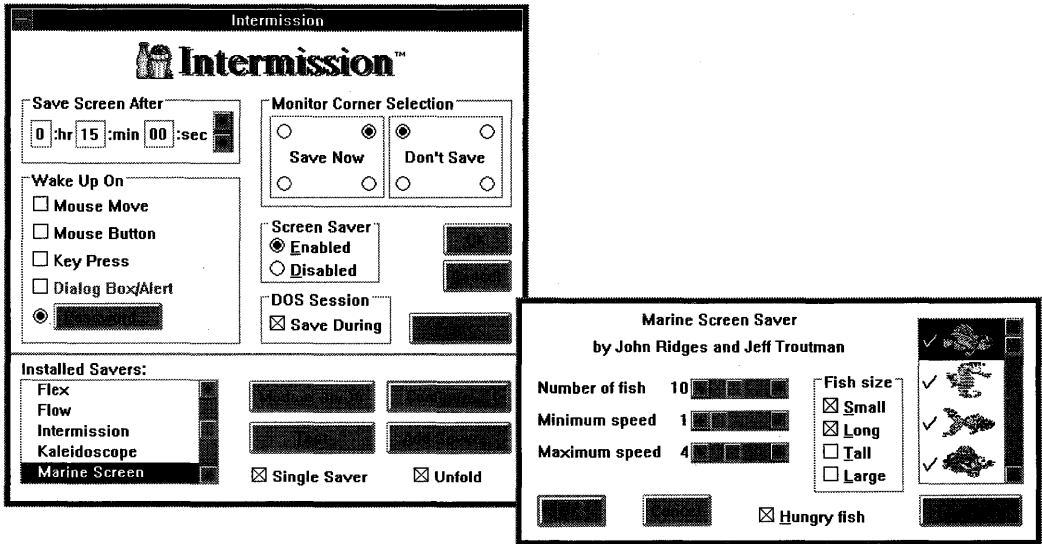 Intermission
Intermission™
Save Screen After
0 :hr 15 :min 00 :sec
Monitor Corner Selection
Save Now
Don't Save
Wake Up On
Mouse Move
Mouse Button
Key Press
Dialog Box/Alert
Screen Saver
Enabled
Disabled
DOS Session
Save During
Installed Savers:
Flex
Flow
Intermission
Kaleidoscope
Marine Screen
Single Saver
Unfold
Marine Screen Saver
by John Ridges and Jeff Troutman
Number of fish 10
Minimum speed 1
Maximum speed 4
Fish size
Small
Long
Tall
Large
Cancel
Hungry fish